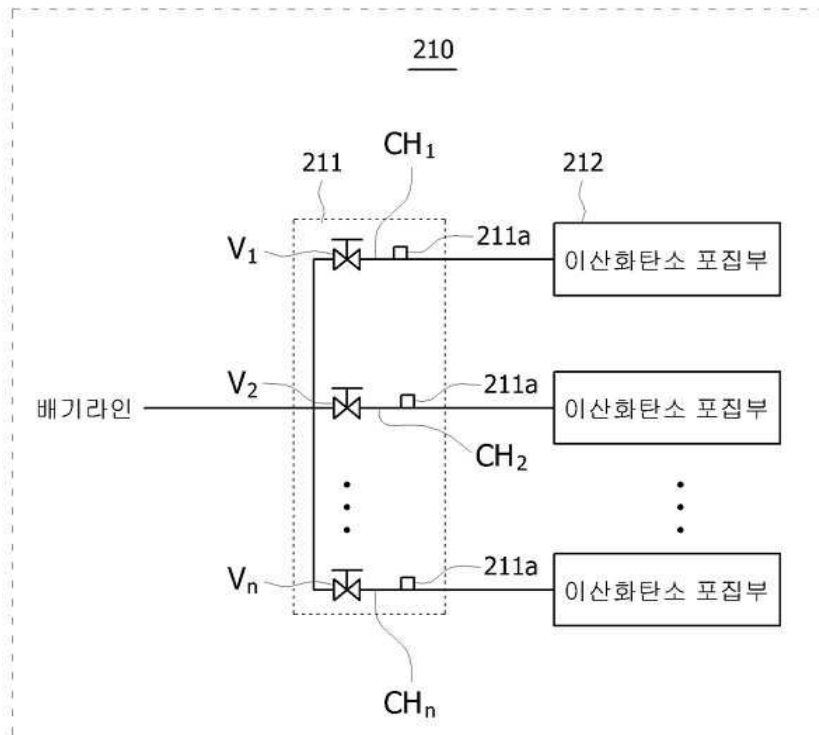 210
CH₁
211
212
211a
V₁
이산화탄소 포집부
V₂
211a
배기라인
이산화탄소 포집부
CH₂
Vₙ
211a
이산화탄소 포집부
CHₙ